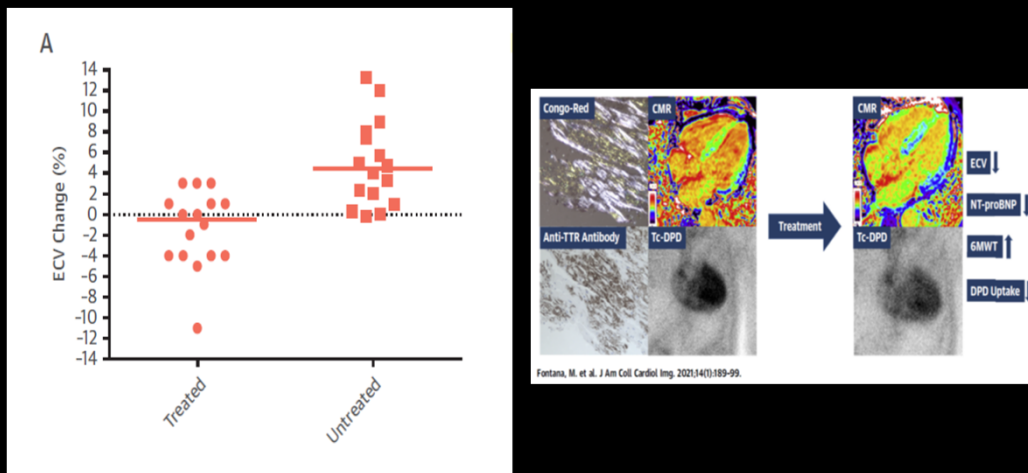 A
ECV Change (%)
14
12
10
8
6
4
2
0
-2
-4
-6
-8
-10
-12
-14
Treated
Untreated
Congo-Red
CMR
Anti-TTR Antibody
Tc-DPD
Treatment
CMR
Tc-DPD
ECV
NT-proBNP
6MWT
DPD Uptake
Fontana, M. et al. J Am Coll Cardiol Img. 2021;14(1):189-99.